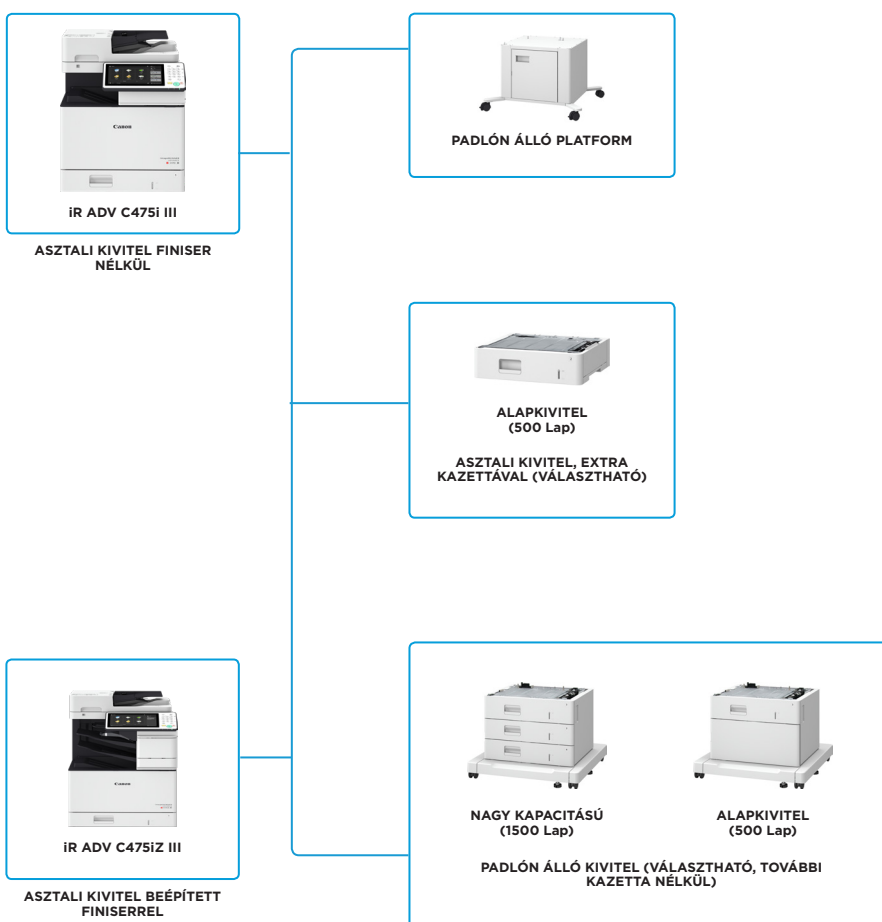 Canon
iR ADV C475i III
ASZTALI KIVITEL FINISER
NÉLKÜL
PADLÓN ÁLLÓ PLATFORM
ALAPKIVITEL
(500 Lap)
ASZTALI KIVITEL, EXTRA
KAZETTÁVAL (VÁLASZTHATÓ)
Canon
iR ADV C475iZ III
ASZTALI KIVITEL BEÉPÍTETT
FINISERREL
NAGY KAPACITÁSÚ
(1500 Lap)
ALAPKIVITEL
(500 Lap)
PADLÓN ÁLLÓ KIVITEL (VÁLASZTHATÓ, TOVÁBBI
KAZETTA NÉLKÜL)